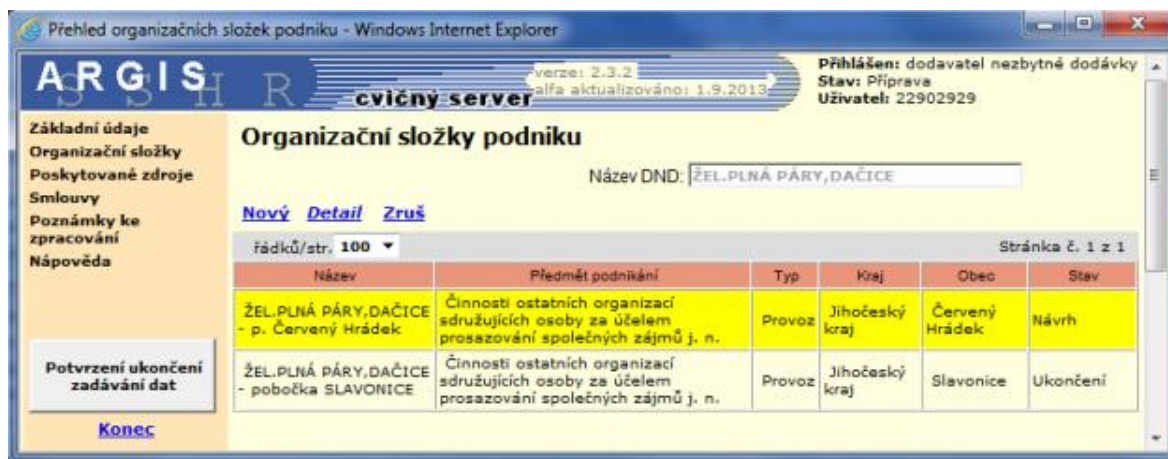 Přehled organizačních složek podniku - Windows Internet Explorer
ARGIS
SSHR
cvičný server
verze: 2.3.2
alfa aktualizováno: 1.9.2013
Přihlášen: dodavatel nezbytné dodávky
Stav: Příprava
Uživatel: 22902929
Základní údaje
Organizační složky
Poskytované zdroje
Smlouvy
Poznámky ke
zpracování
Nápověda
Potvrzení ukončení
zadávání dat
Konec
Organizační složky podniku
Název DND: ŽEL.PLNÁ PÁRY,DAČICE
Nový Detail Zruš
řádků/str. 100 Stránka č. 1 z 1
Název Předmět podnikání Typ Kraj Obec Stav
ŽEL.PLNÁ PÁRY,DAČICE
- p. Červený Hrádek
Činnosti ostatních organizací
sdružujících osoby za účelem
prosazování společných zájmů j. n.
Provoz
Jihočeský
kraj
Červený
Hrádek
Návrh
ŽEL.PLNÁ PÁRY,DAČICE
- pobočka SLAVONICE
Činnosti ostatních organizací
sdružujících osoby za účelem
prosazování společných zájmů j. n.
Provoz
Jihočeský
kraj
Slavonice
Ukončení